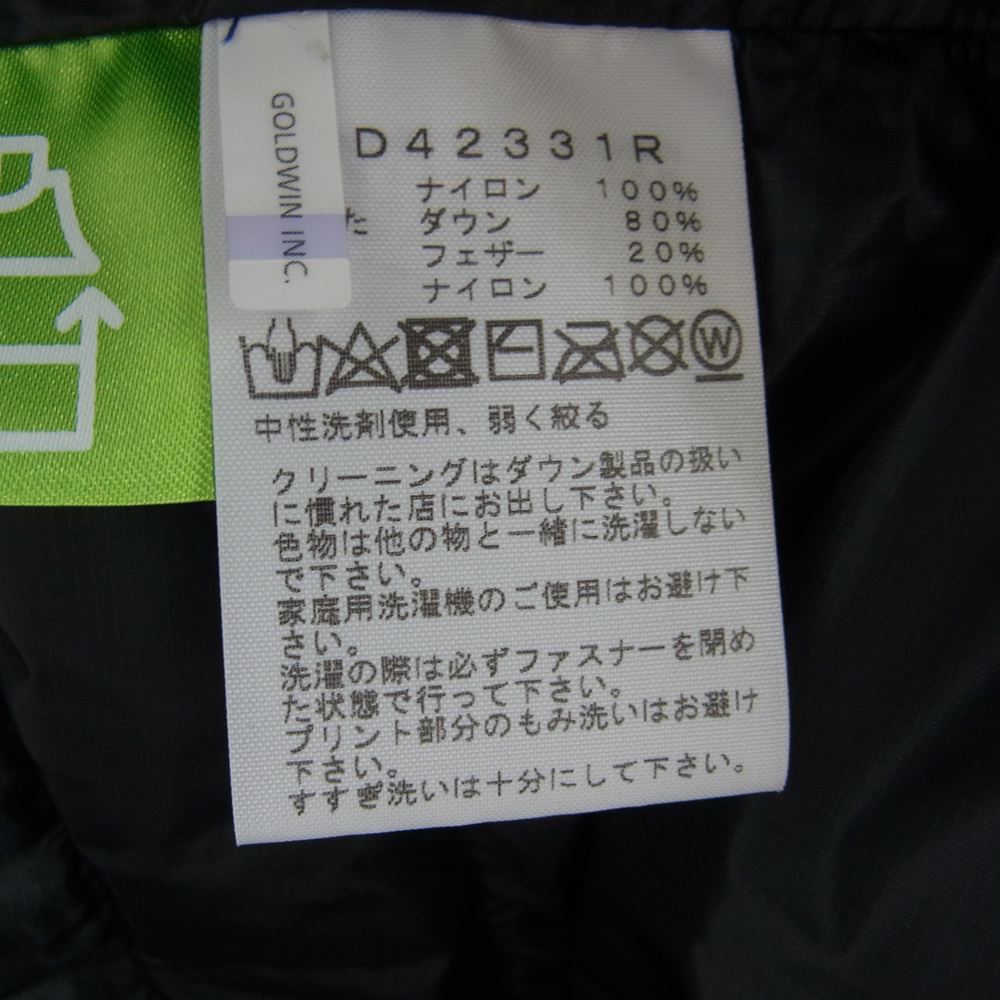 GOLDWIN INC.
D42331R
ナイロン 100%
た ダウン 80%
フェザー 20%
ナイロン 100%
W
中性洗剤使用、弱く絞る
クリーニングはダウン製品の扱い
に慣れた店にお出し下さい。
色物は他の物と一緒に洗濯しない
で下さい。
家庭用洗濯機のご使用はお避け下
さい。
洗濯の際は必ずファスナーを閉め
た状態で行って下さい。
プリント部分のもみ洗いはお避け
下さい。
すすぎ洗いは十分にして下さい。